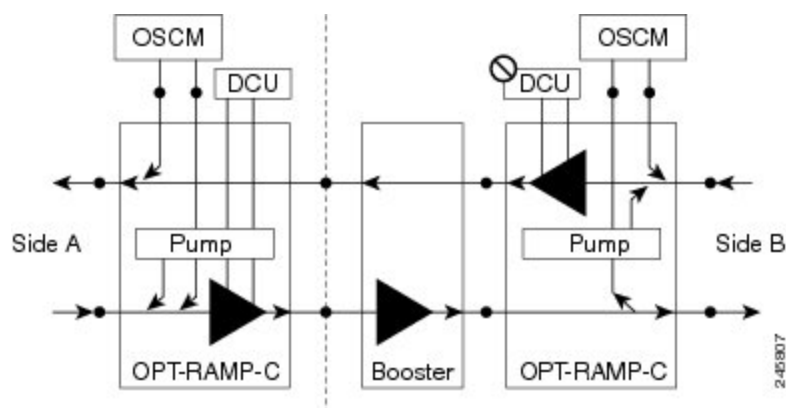 OSCM
OSCM
DCU
DCU
Side A
Pump
Pump
Side B
OPT-RAMP-C
Booster
OPT-RAMP-C
245807